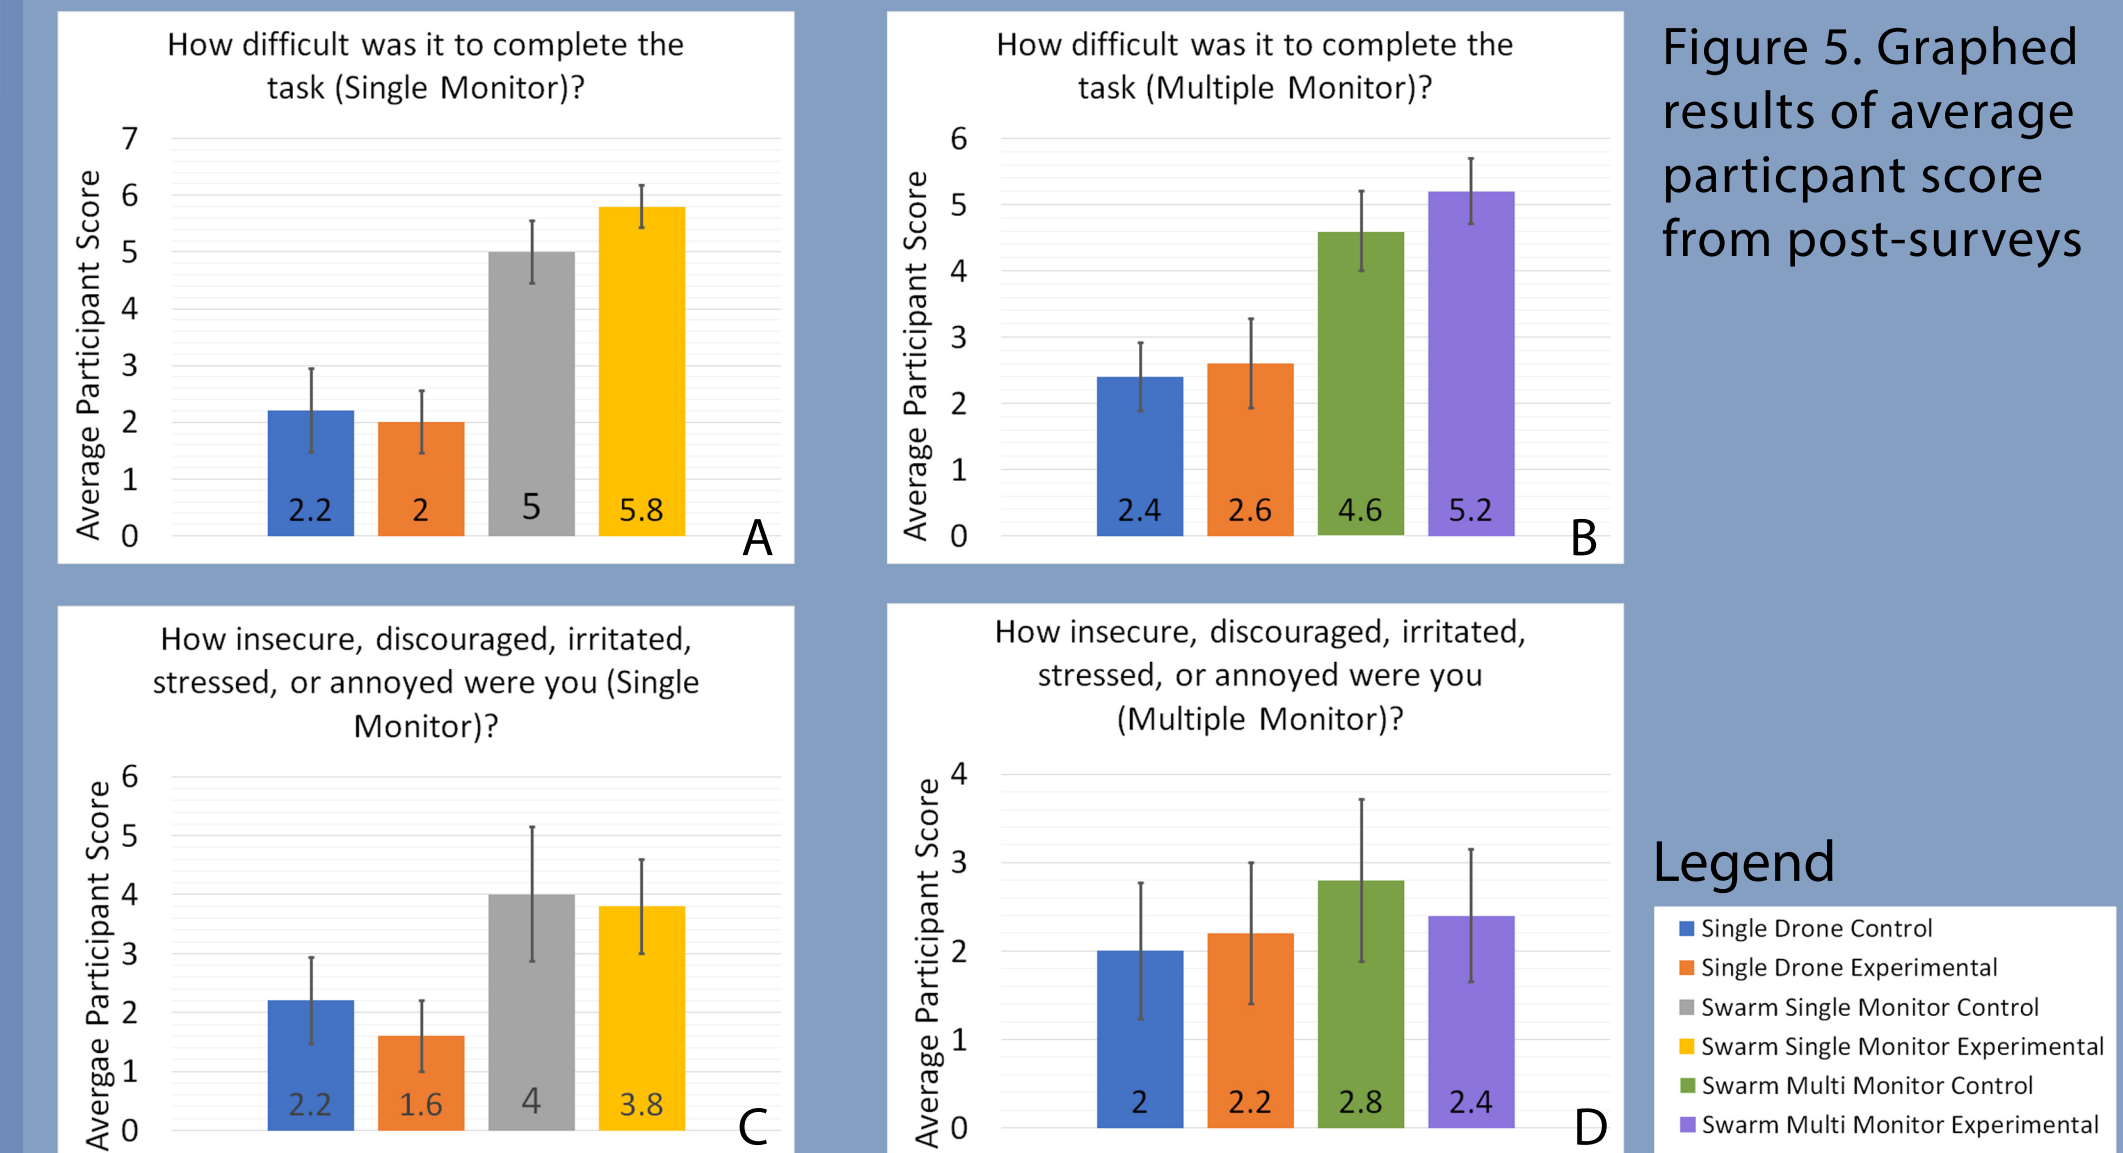 How difficult was it to complete the
task (Single Monitor)?
Average Participant Score
7
6
5
4
3
2
1
0
2.2
2
5
5.8
A
How difficult was it to complete the
task (Multiple Monitor)?
Average Participant Score
6
5
4
3
2
1
0
2.4
2.6
4.6
5.2
B
Figure 5. Graphed
results of average
particpant score
from post-surveys
How insecure, discouraged, irritated,
stressed, or annoyed were you (Single
Monitor)?
Avergae Participant Score
6
5
4
3
2
1
0
2.2
1.6
4
3.8
C
How insecure, discouraged, irritated,
stressed, or annoyed were you
(Multiple Monitor)?
Average Participant Score
4
3
2
1
0
2
2.2
2.8
2.4
D
Legend
Single Drone Control
Single Drone Experimental
Swarm Single Monitor Control
Swarm Single Monitor Experimental
Swarm Multi Monitor Control
Swarm Multi Monitor Experimental